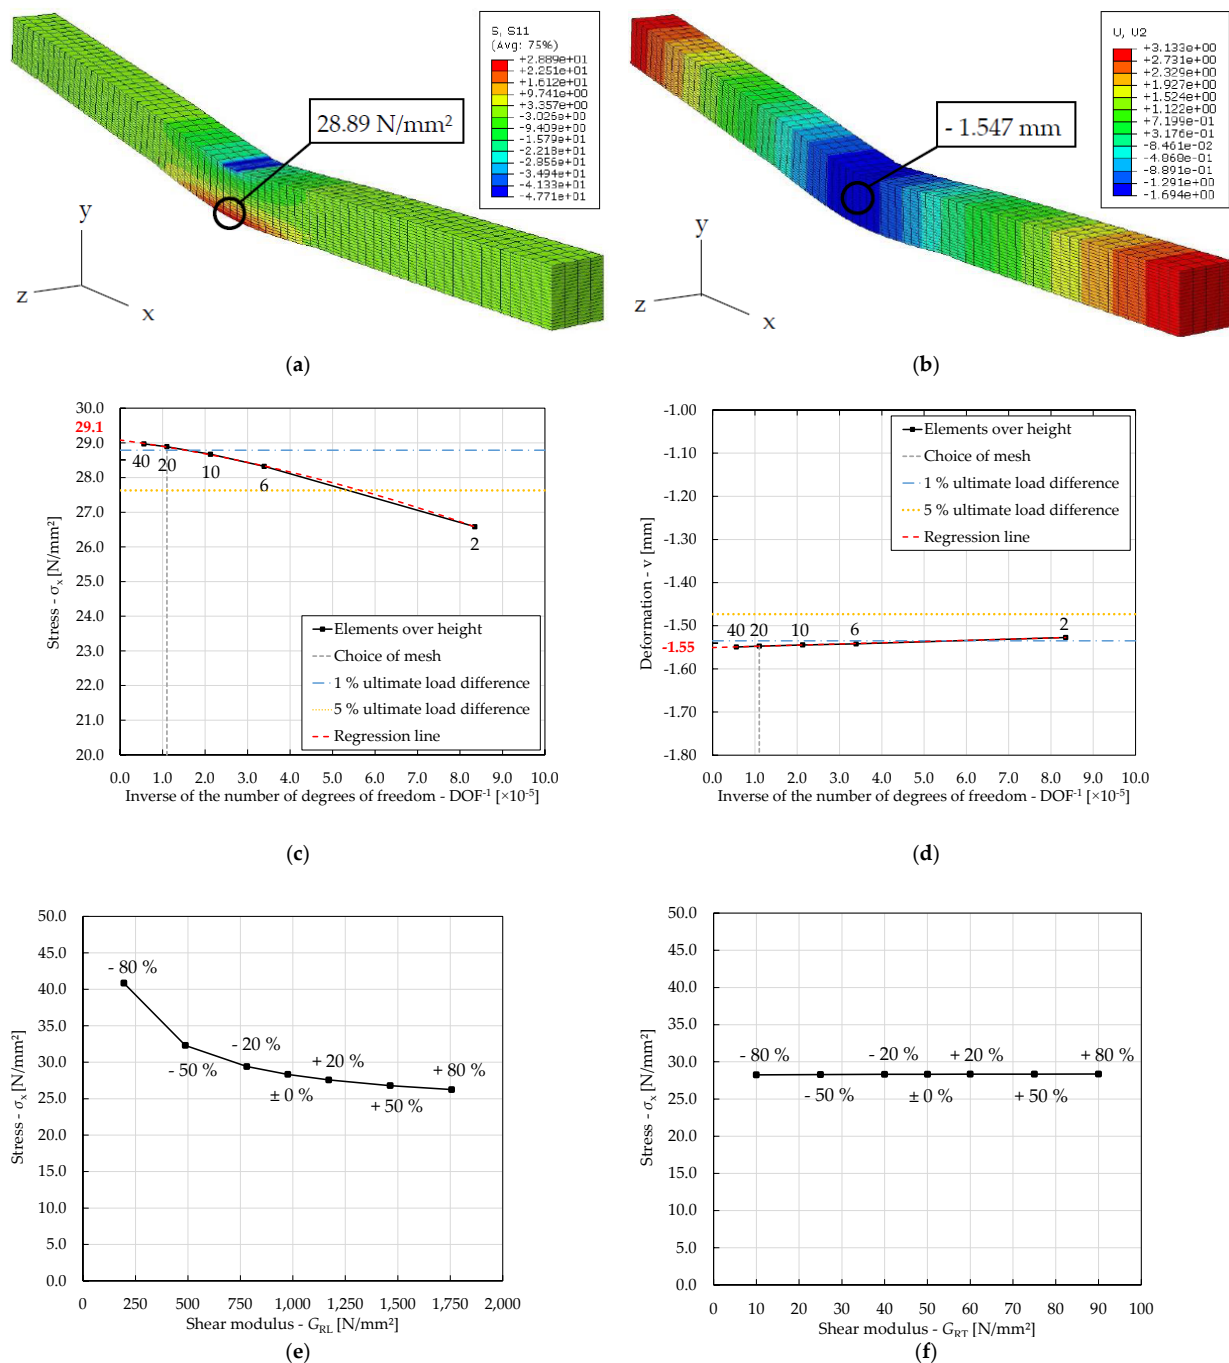 S, S11
(Avg: 75%)
+2.889e+01
+2.251e+01
+1.612e+01
+9.741e+00
+3.357e+00
-3.026e+00
-9.409e+00
-1.579e+01
-2.218e+01
-2.856e+01
-3.494e+01
-4.133e+01
-4.771e+01
28.89 N/mm²
y
z
x
(a)
U, U2
+3.133e+00
+2.731e+00
+2.329e+00
+1.927e+00
+1.524e+00
+1.122e+00
+7.199e-01
+3.176e-01
-8.461e-02
-4.868e-01
-8.891e-01
-1.291e+00
-1.694e+00
- 1.547 mm
y
z
x
(b)
30.0
29.1
29.0
28.0
27.0
26.0
25.0
24.0
23.0
22.0
21.0
20.0
Stress - σx [N/mm²]
40
20
10
6
2
Elements over height
Choice of mesh
1 % ultimate load difference
5 % ultimate load difference
Regression line
0.0 1.0 2.0 3.0 4.0 5.0 6.0 7.0 8.0 9.0 10.0
Inverse of the number of degrees of freedom - DOF⁻¹ [×10⁻⁵]
(c)
-1.00
-1.10
-1.20
-1.30
-1.40
-1.50
-1.55
-1.60
-1.70
-1.80
Deformation - v [mm]
Elements over height
Choice of mesh
1 % ultimate load difference
5 % ultimate load difference
Regression line
40 20 10 6 2
0.0 1.0 2.0 3.0 4.0 5.0 6.0 7.0 8.0 9.0 10.0
Inverse of the number of degrees of freedom - DOF⁻¹ [×10⁻⁵]
(d)
50.0
45.0
40.0
35.0
30.0
25.0
20.0
15.0
10.0
5.0
0.0
Stress - σx [N/mm²]
- 80 %
- 50 %
- 20 %
± 0 %
+ 20 %
+ 50 %
+ 80 %
0 250 500 750 1,000 1,250 1,500 1,750 2,000
Shear modulus - GRL [N/mm²]
(e)
50.0
45.0
40.0
35.0
30.0
25.0
20.0
15.0
10.0
5.0
0.0
Stress - σx [N/mm²]
- 80 %
- 50 %
- 20 %
± 0 %
+ 20 %
+ 50 %
+ 80 %
0 10 20 30 40 50 60 70 80 90 100
Shear modulus - GRT [N/mm²]
(f)